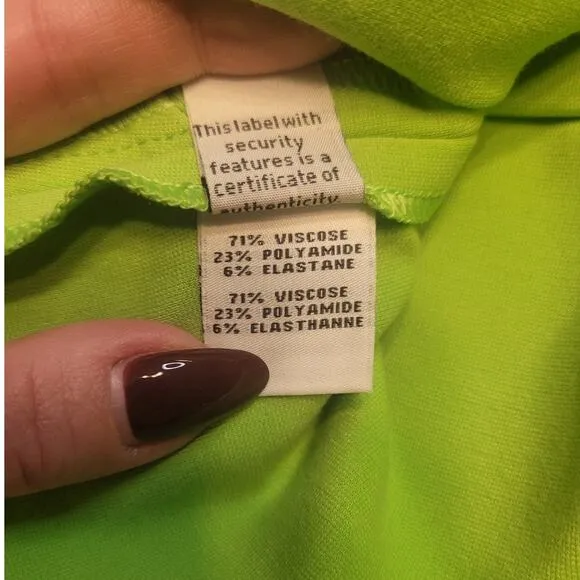 This label with
security
features is a
certificate of
authenticity.
71% VISCOSE
23% POLYAMIDE
6% ELASTANE
71% VISCOSE
23% POLYAMIDE
6% ELASTHANNE